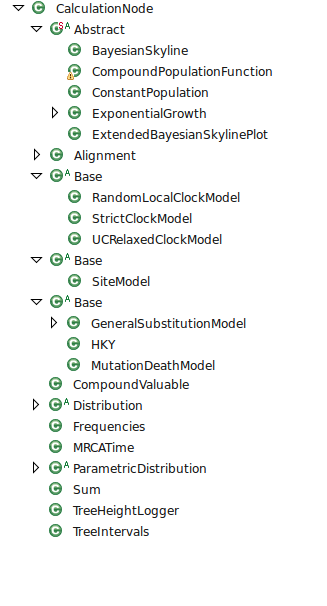 CalculationNode
Abstract
BayesianSkyline
CompoundPopulationFunction
ConstantPopulation
ExponentialGrowth
ExtendedBayesianSkylinePlot
Alignment
Base
RandomLocalClockModel
StrictClockModel
UCRelaxedClockModel
Base
SiteModel
Base
GeneralSubstitutionModel
HKY
MutationDeathModel
CompoundValuable
Distribution
Frequencies
MRCATime
ParametricDistribution
Sum
TreeHeightLogger
TreeIntervals